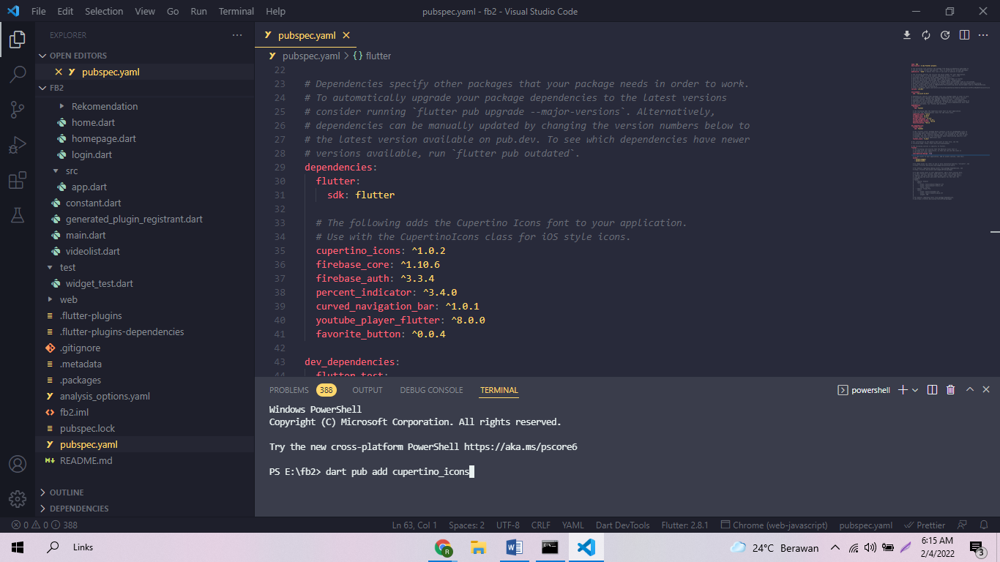 File Edit Selection View Go Run Terminal Help
pubspec.yaml - fb2 - Visual Studio Code
EXPLORER
OPEN EDITORS
pubspec.yaml
FB2
Rekomendation
home.dart
homepage.dart
login.dart
src
app.dart
constant.dart
generated_plugin_registrant.dart
main.dart
videolist.dart
test
widget_test.dart
web
.flutter-plugins
.flutter-plugins-dependencies
.gitignore
.metadata
.packages
analysis_options.yaml
fb2.iml
pubspec.lock
pubspec.yaml
README.md
OUTLINE
DEPENDENCIES
pubspec.yaml
pubspec.yaml > {} flutter
22
23 # Dependencies specify other packages that your package needs in order to work.
24 # To automatically upgrade your package dependencies to the latest versions
25 # consider running `flutter pub upgrade --major-versions`. Alternatively,
26 # dependencies can be manually updated by changing the version numbers below to
27 # the latest version available on pub.dev. To see which dependencies have newer
28 # versions available, run `flutter pub outdated`.
29 dependencies:
30 flutter:
31 sdk: flutter
32
33 # The following adds the Cupertino Icons font to your application.
34 # Use with the CupertinoIcons class for iOS style icons.
35 cupertino_icons: ^1.0.2
36 firebase_core: ^1.10.6
37 firebase_auth: ^3.3.4
38 percent_indicator: ^3.4.0
39 curved_navigation_bar: ^1.0.1
40 youtube_player_flutter: ^8.0.0
41 favorite_button: ^0.0.4
42
43 dev_dependencies:
44 flutter_test:
PROBLEMS 388 OUTPUT DEBUG CONSOLE TERMINAL
powershell
Windows PowerShell
Copyright (C) Microsoft Corporation. All rights reserved.
Try the new cross-platform PowerShell https://aka.ms/pscore6
PS E:\fb2> dart pub add cupertino_icons
0 0 388
Ln 63, Col 1 Spaces: 2 UTF-8 CRLF YAML Dart DevTools Flutter: 2.8.1 Chrome (web-javascript) pubspec.yaml Prettier
Links
24°C Berawan
6:15 AM
2/4/2022
3